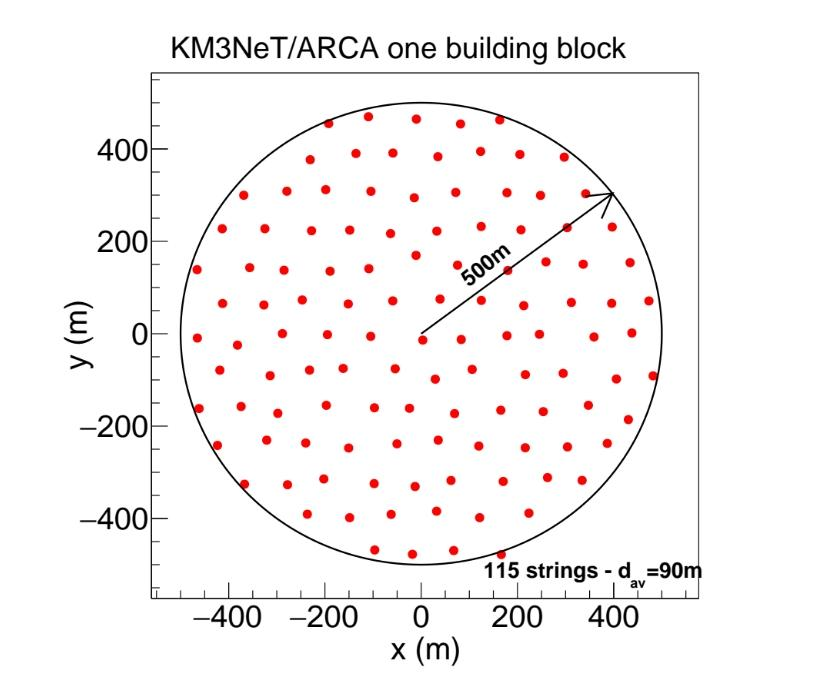 KM3NeT/ARCA one building block
400
200
0
−200
−400
y (m)
500m
115 strings - d_av=90m
−400 −200 0 200 400
x (m)